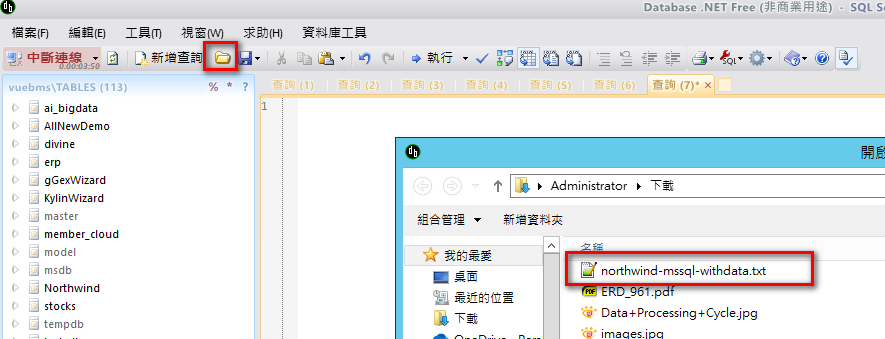 Database .NET Free (非商業用途) - SQL Se
檔案(F) 編輯(E) 工具(T) 視窗(W) 求助(H) 資料庫工具
中斷連線 新增查詢 執行 SQL
0.00:03:50
vuebms\TABLES (113) % * ?
查詢 (1) 查詢 (2) 查詢 (3) 查詢 (4) 查詢 (5) 查詢 (6) 查詢 (7)* ×
1
ai_bigdata
AllNewDemo
divine
erp
gGexWizard
KylinWizard
master
member_cloud
model
msdb
Northwind
stocks
tempdb
db
開啟
Administrator 下載
組合管理 新增資料夾
我的最愛
桌面
最近的位置
下載
OneDrive - Pers
名稱
northwind-mssql-withdata.txt
PDF ERD_961.pdf
Data+Processing+Cycle.jpg
images.jpg